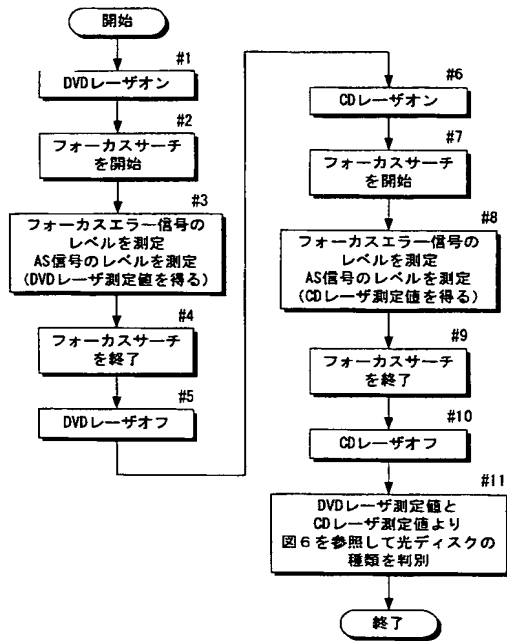 開始
#1
DVDレーザオン
#2
フォーカスサーチ
を開始
#3
フォーカスエラー信号の
レベルを測定
AS信号のレベルを測定
(DVDレーザ測定値を得る)
#4
フォーカスサーチ
を終了
#5
DVDレーザオフ
#6
CDレーザオン
#7
フォーカスサーチ
を開始
#8
フォーカスエラー信号の
レベルを測定
AS信号のレベルを測定
(CDレーザ測定値を得る)
#9
フォーカスサーチ
を終了
#10
CDレーザオフ
#11
DVDレーザ測定値と
CDレーザ測定値より
図6を参照して光ディスクの
種類を判別
終了